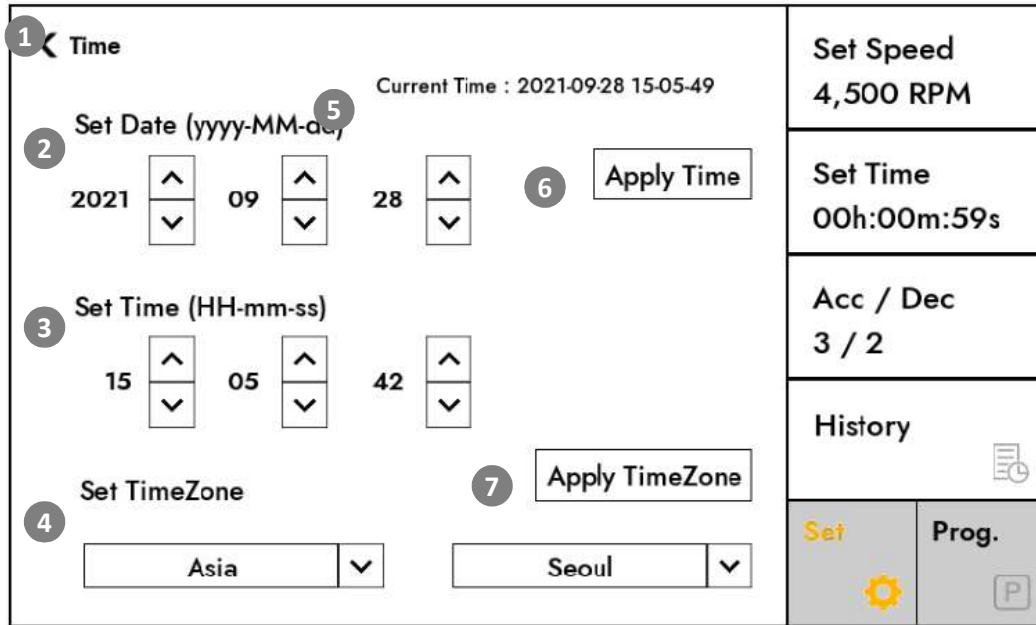 1 Time
Current Time : 2021-09-28 15-05-49
5
Set Date (yyyy-MM-dd)
2
2021 09 28
6 Apply Time
Set Time (HH-mm-ss)
3
15 05 42
7 Apply TimeZone
Set TimeZone
4
Asia Seoul
Set Speed
4,500 RPM
Set Time
00h:00m:59s
Acc / Dec
3 / 2
History
Set Prog.
P